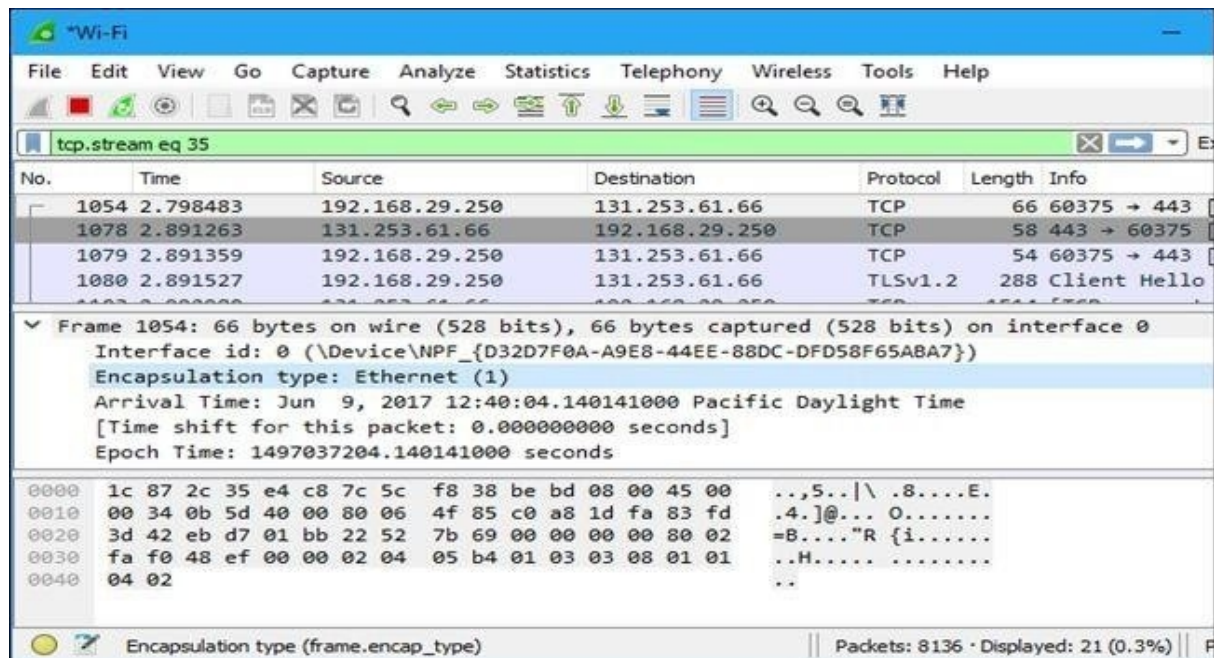 *Wi-Fi
File Edit View Go Capture Analyze Statistics Telephony Wireless Tools Help
tcp.stream eq 35
No. Time Source Destination Protocol Length Info
1054 2.798483 192.168.29.250 131.253.61.66 TCP 66 60375 → 443 [
1078 2.891263 131.253.61.66 192.168.29.250 TCP 58 443 → 60375 [
1079 2.891359 192.168.29.250 131.253.61.66 TCP 54 60375 → 443 [
1080 2.891527 192.168.29.250 131.253.61.66 TLSv1.2 288 Client Hello
Frame 1054: 66 bytes on wire (528 bits), 66 bytes captured (528 bits) on interface 0
Interface id: 0 (\Device\NPF_{D32D7F0A-A9E8-44EE-88DC-DFD58F65ABA7})
Encapsulation type: Ethernet (1)
Arrival Time: Jun 9, 2017 12:40:04.140141000 Pacific Daylight Time
[Time shift for this packet: 0.000000000 seconds]
Epoch Time: 1497037204.140141000 seconds
0000 1c 87 2c 35 e4 c8 7c 5c f8 38 be bd 08 00 45 00 ..,5..|\ .8....E.
0010 00 34 0b 5d 40 00 80 06 4f 85 c0 a8 1d fa 83 fd .4.]@... O.......
0020 3d 42 eb d7 01 bb 22 52 7b 69 00 00 00 00 80 02 =B...."R {i......
0030 fa f0 48 ef 00 00 02 04 05 b4 01 03 03 08 01 01 ..H..... ........
0040 04 02 ..
Encapsulation type (frame.encap_type) Packets: 8136 · Displayed: 21 (0.3%)